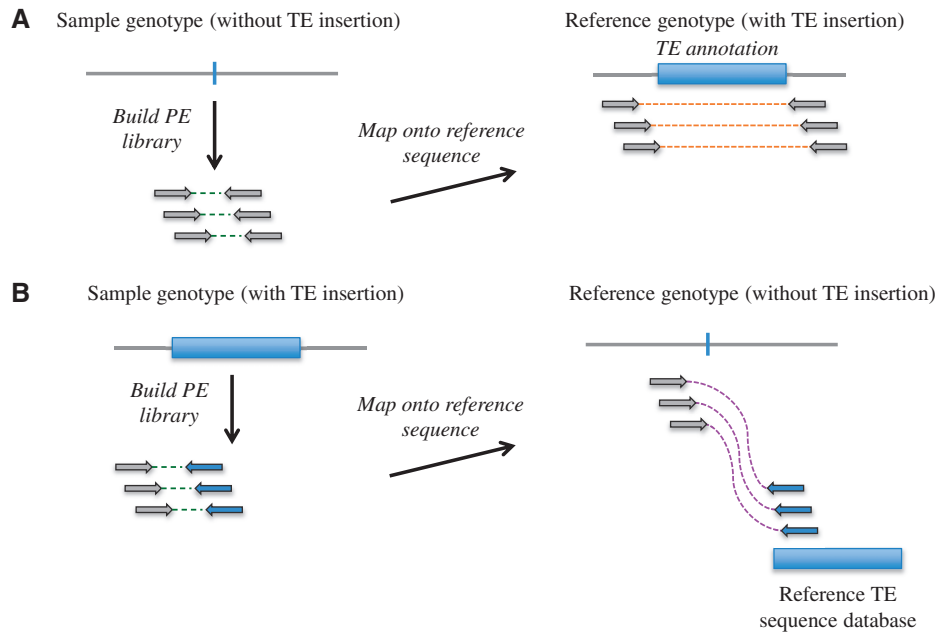 A
Sample genotype (without TE insertion)
Reference genotype (with TE insertion)
TE annotation
Build PE
library
Map onto reference
sequence
B
Sample genotype (with TE insertion)
Reference genotype (without TE insertion)
Build PE
library
Map onto reference
sequence
Reference TE
sequence database